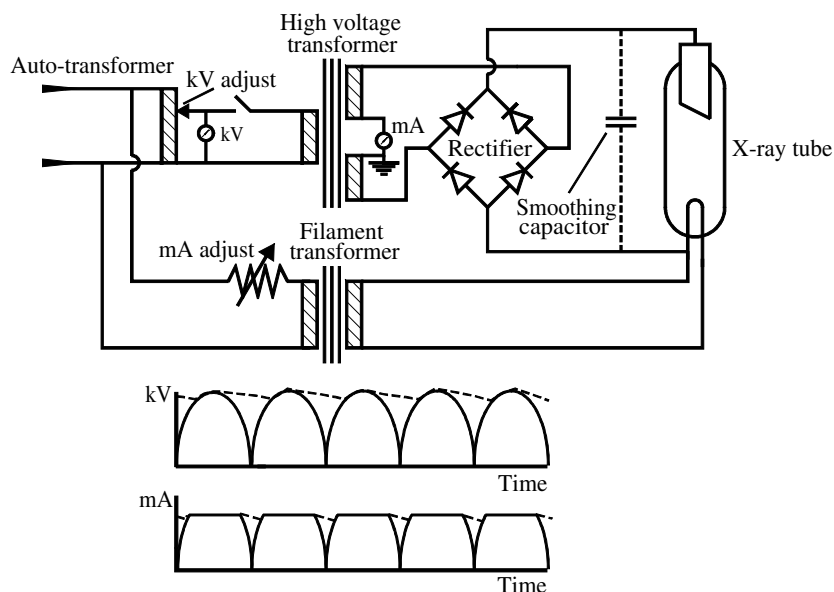 High voltage
transformer
Auto-transformer
kV adjust
kV
mA
Rectifier
X-ray tube
Smoothing
capacitor
Filament
transformer
mA adjust
kV
Time
mA
Time